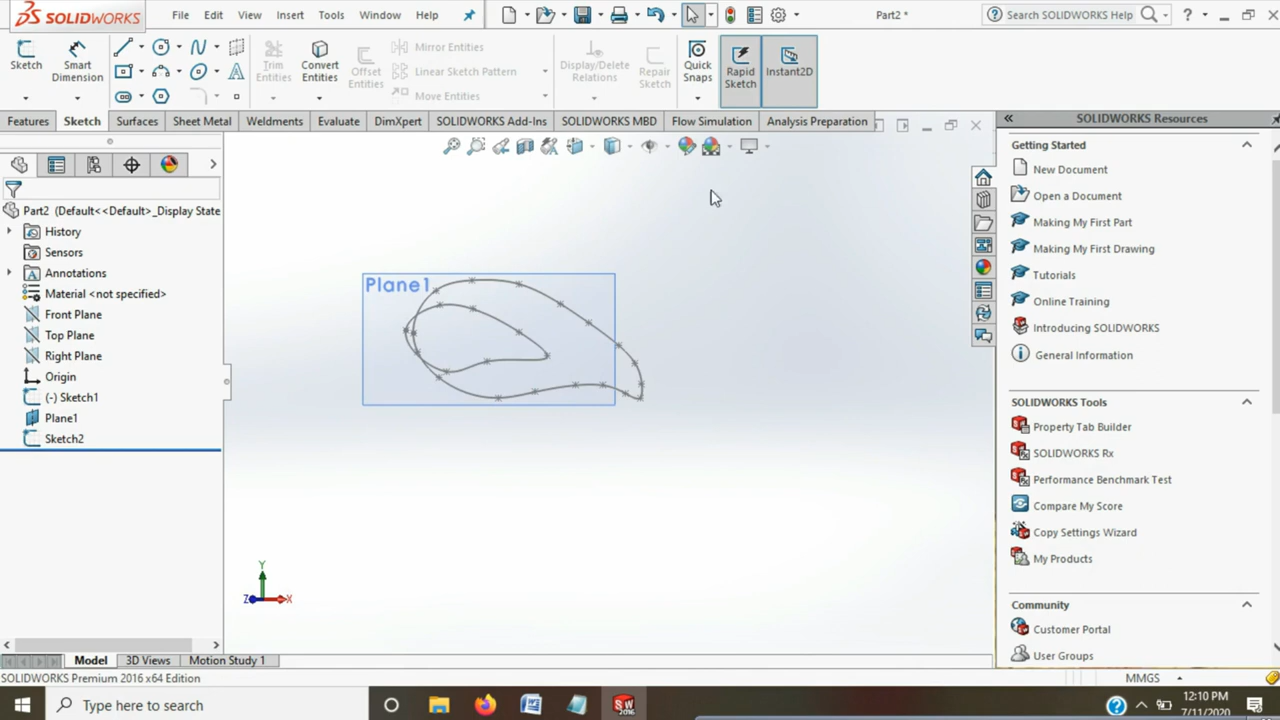 SOLIDWORKS File Edit View Insert Tools Window Help Part2 * Search SOLIDWORKS Help
Sketch Smart Dimension Trim Entities Convert Entities Offset Entities Mirror Entities Linear Sketch Pattern Move Entities Display/Delete Relations Repair Sketch Quick Snaps Rapid Sketch Instant2D
Features Sketch Surfaces Sheet Metal Weldments Evaluate DimXpert SOLIDWORKS Add-Ins SOLIDWORKS MBD Flow Simulation Analysis Preparation
SOLIDWORKS Resources
Part2 (Default<<Default>_Display State
History
Sensors
Annotations
Material <not specified>
Front Plane
Top Plane
Right Plane
Origin
(-) Sketch1
Plane1
Sketch2
Plane1
Y
Z X
Getting Started
New Document
Open a Document
Making My First Part
Making My First Drawing
Tutorials
Online Training
Introducing SOLIDWORKS
General Information
SOLIDWORKS Tools
Property Tab Builder
SOLIDWORKS Rx
Performance Benchmark Test
Compare My Score
Copy Settings Wizard
My Products
Community
Customer Portal
User Groups
Model 3D Views Motion Study 1
SOLIDWORKS Premium 2016 x64 Edition MMGS
Type here to search
SW
2016
12:10 PM
7/11/2020